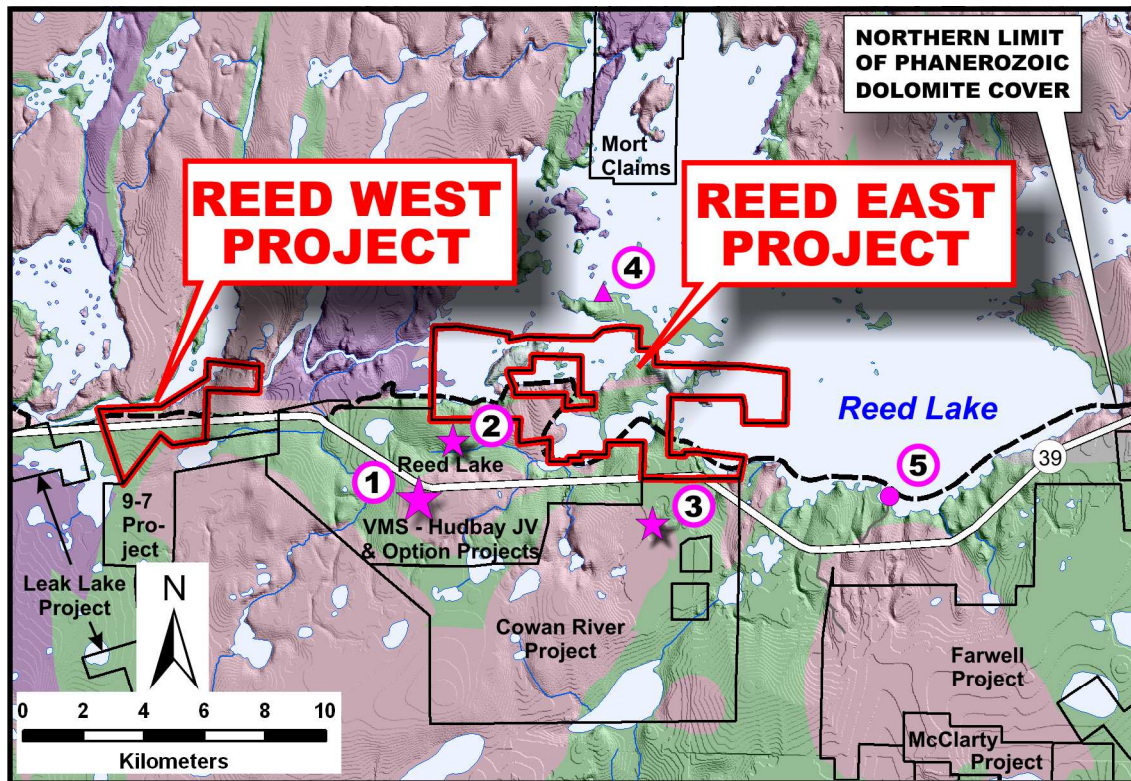 NORTHERN LIMIT
OF PHANEROZOIC
DOLOMITE COVER
Mort
Claims
REED WEST
PROJECT
REED EAST
PROJECT
4
Reed Lake
2
Reed Lake
39
5
1
3
VMS - Hudbay JV
& Option Projects
9-7
Pro-
ject
Leak Lake
Project
N
Cowan River
Project
Farwell
Project
0 2 4 6 8 10
Kilometers
McClarty
Project